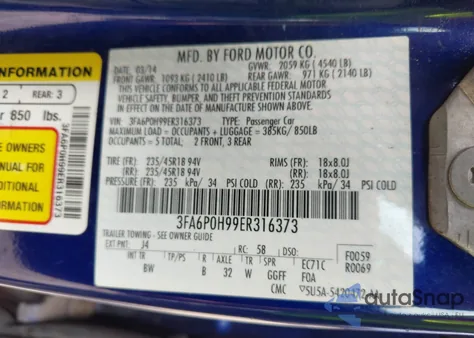 INFORMATION
2 REAR: 3
r 850 lbs.
E OWNERS
MANUAL
DITIONAL
ORMATION
3FA6P0H99ER316373
MFD. BY FORD MOTOR CO.
DATE: 03/14 GVWR: 2059 KG ( 4540 LB)
FRONT GAWR: 1093 KG ( 2410 LB) REAR GAWR: 971 KG ( 2140 LB)
THIS VEHICLE CONFORMS TO ALL APPLICABLE FEDERAL MOTOR
VEHICLE SAFETY, BUMPER, AND THEFT PREVENTION STANDARDS
IN EFFECT ON THE DATE OF MANUFACTURE SHOWN ABOVE.
VIN: 3FA6P0H99ER316373 TYPE: Passenger Car
MAXIMUM LOAD = OCCUPANTS + LUGGAGE = 385KG/850LB
OCCUPANTS = 5 TOTAL: 2 FRONT, 3 REAR
TIRE (FR): 235/45R18 94V RIMS (FR): 18x8.0J
(RR): 235/45R18 94V (RR): 18x8.0J
PRESSURE (FR): 235 kPa/ 34 PSI COLD (RR): 235 kPa/ 34 PSI COLD
3FA6P0H99ER316373
TRAILER TOWING - SEE OWNER GUIDE
EXT PNT: J4 RC: 58 DSO: F0059
INT TR TP/PS R AXLE TR SPR EC71C R0069
BW B 32 W GGFF FOA
CMC
autoSnap